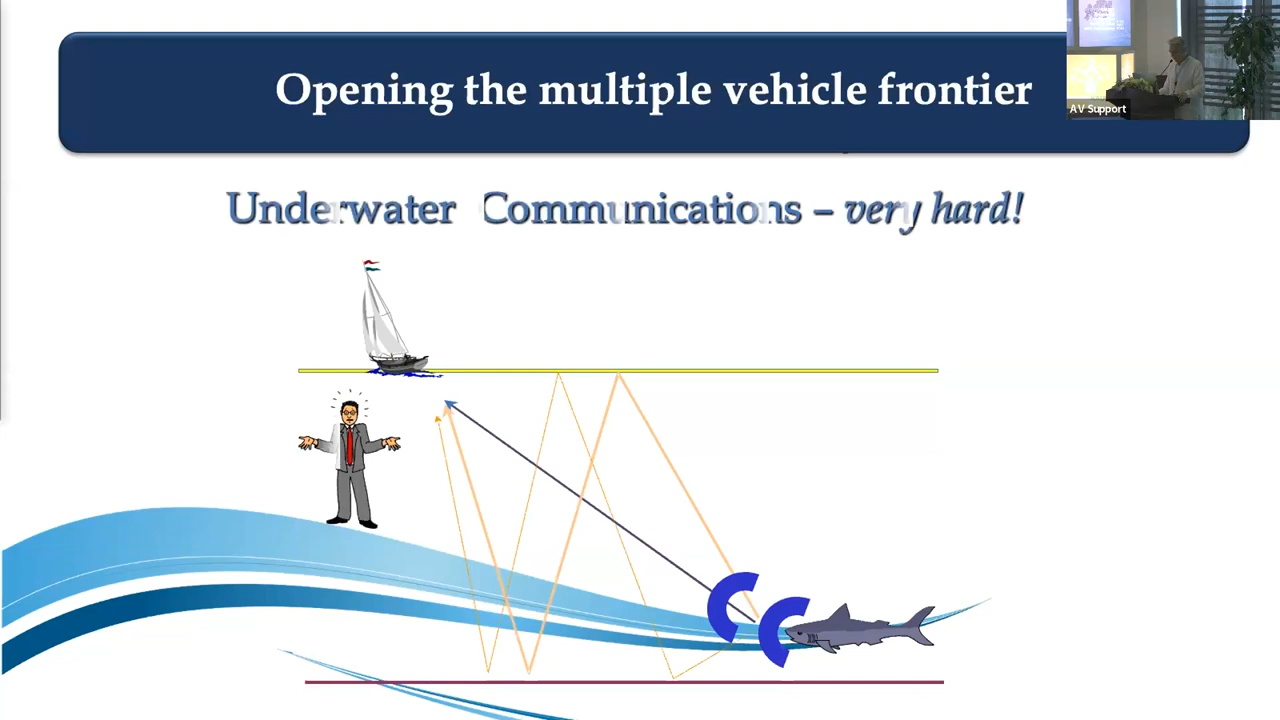 Opening the multiple vehicle frontier
AV Support
Underwater Communications – very hard!